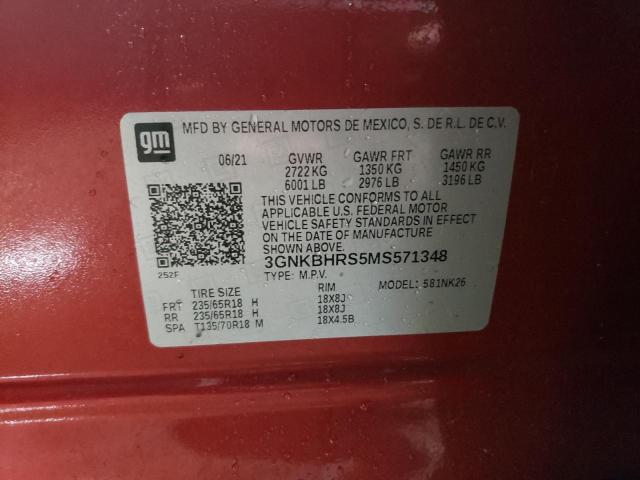 gm
MFD BY GENERAL MOTORS DE MEXICO, S. DE R.L. DE C.V.
06/21 GVWR GAWR FRT GAWR RR
2722 KG 1350 KG 1450 KG
6001 LB 2976 LB 3196 LB
THIS VEHICLE CONFORMS TO ALL
APPLICABLE U.S. FEDERAL MOTOR
VEHICLE SAFETY STANDARDS IN EFFECT
ON THE DATE OF MANUFACTURE
SHOWN ABOVE.
252F 3GNKBHRS5MS571348
TYPE: M.P.V. MODEL: 581NK26
TIRE SIZE RIM
FRT 235/65R18 H 18X8J
RR 235/65R18 H 18X8J
SPA T135/70R18 M 18X4.5B